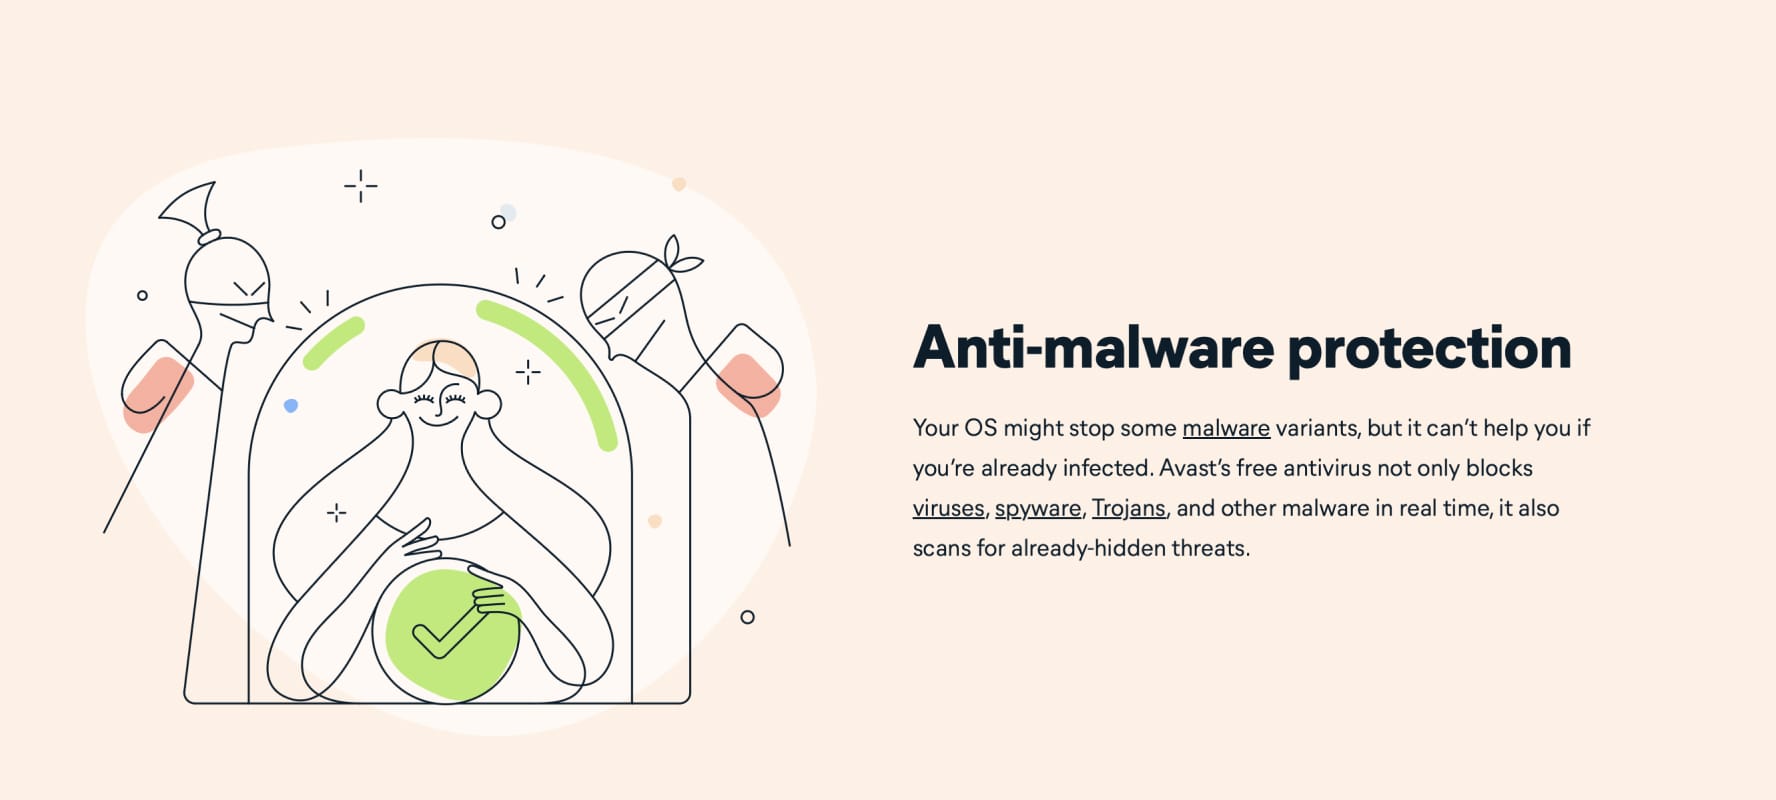 Anti-malware protection
Your OS might stop some malware variants, but it can’t help you if
you’re already infected. Avast’s free antivirus not only blocks
viruses, spyware, Trojans, and other malware in real time, it also
scans for already-hidden threats.